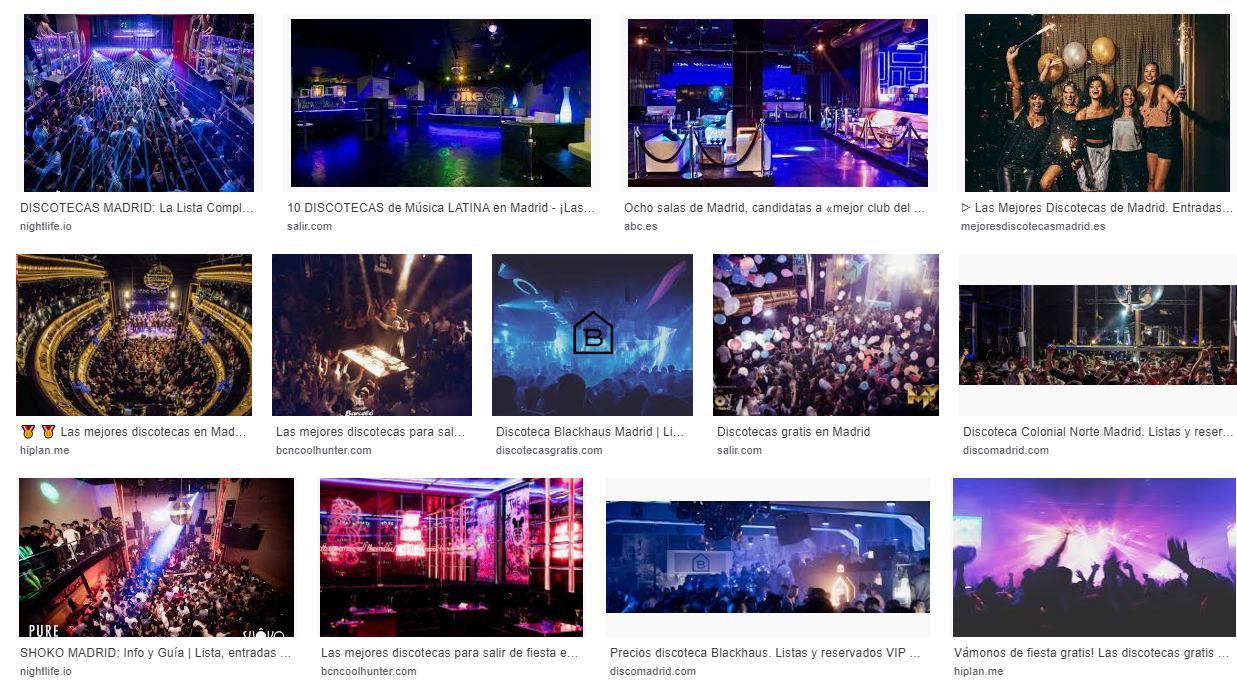 one
DISCOTECAS MADRID: La Lista Compl...
nightlife.io
10 DISCOTECAS de Música LATINA en Madrid - ¡Las...
salir.com
Ocho salas de Madrid, candidatas a «mejor club del ...
abc.es
▷ Las Mejores Discotecas de Madrid. Entradas...
mejoresdiscotecasmadrid.es
Barceló
B
🏅 🏅 Las mejores discotecas en Mad...
hiplan.me
Las mejores discotecas para sal...
bcncoolhunter.com
Discoteca Blackhaus Madrid | Li...
discotecasgratis.com
Discotecas gratis en Madrid
salir.com
Discoteca Colonial Norte Madrid. Listas y reser...
discomadrid.com
THE
B
PURE
SHÔKO
SHOKO MADRID: Info y Guía | Lista, entradas ...
nightlife.io
Las mejores discotecas para salir de fiesta e...
bcncoolhunter.com
Precios discoteca Blackhaus. Listas y reservados VIP ...
discomadrid.com
Vámonos de fiesta gratis! Las discotecas gratis ...
hiplan.me